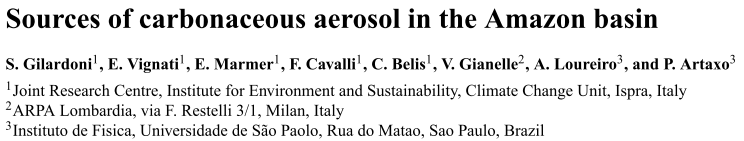 Sources of carbonaceous aerosol in the Amazon basin
S. Gilardoni1, E. Vignati1, E. Marmer1, F. Cavalli1, C. Belis1, V. Gianelle2, A. Loureiro3, and P. Artaxo3
1Joint Research Centre, Institute for Environment and Sustainability, Climate Change Unit, Ispra, Italy
2ARPA Lombardia, via F. Restelli 3/1, Milan, Italy
3Instituto de Fisica, Universidade de São Paolo, Rua do Matao, Sao Paulo, Brazil